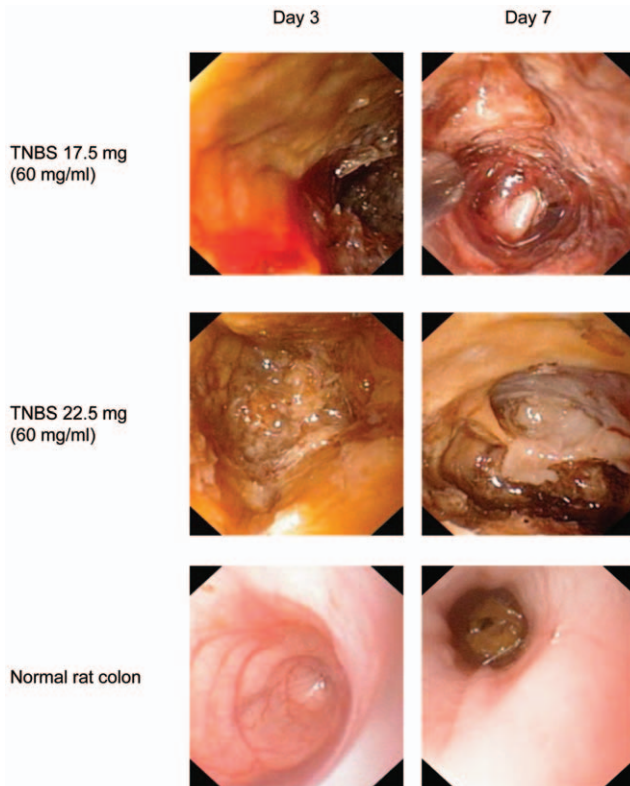 Day 3
Day 7
TNBS 17.5 mg
(60 mg/ml)
TNBS 22.5 mg
(60 mg/ml)
Normal rat colon